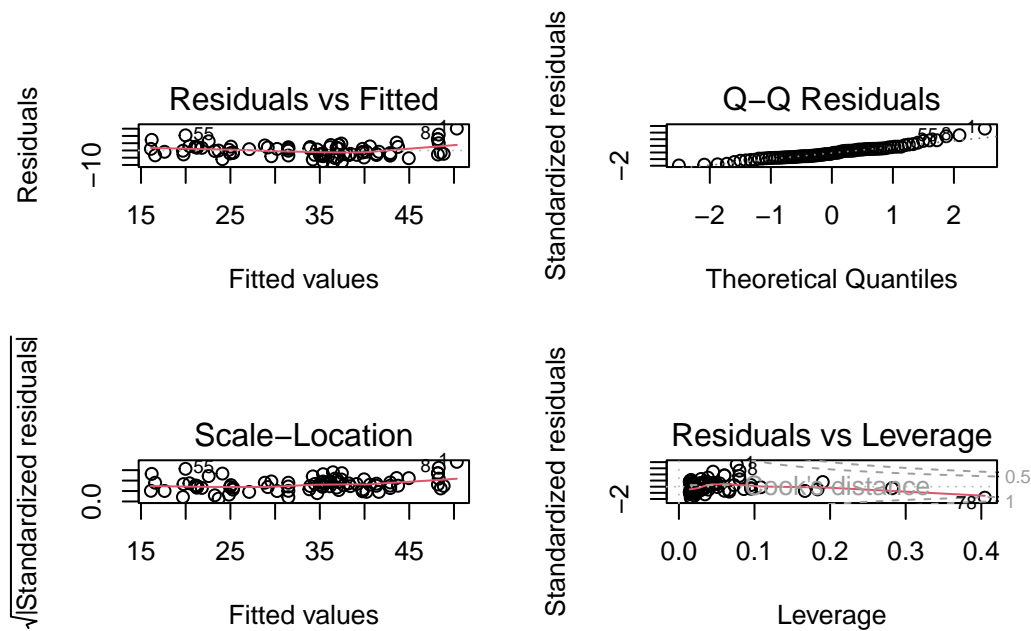 Residuals vs Fitted
Residuals
−10
55
8
1
15 25 35 45
Fitted values
Q−Q Residuals
Standardized residuals
−2
55
8
1
−2 −1 0 1 2
Theoretical Quantiles
Scale−Location
√|Standardized residuals|
0.0
55
8
1
15 25 35 45
Fitted values
Residuals vs Leverage
Standardized residuals
−2
1
8
Cook's distance
78
0.5
1
0.0 0.1 0.2 0.3 0.4
Leverage